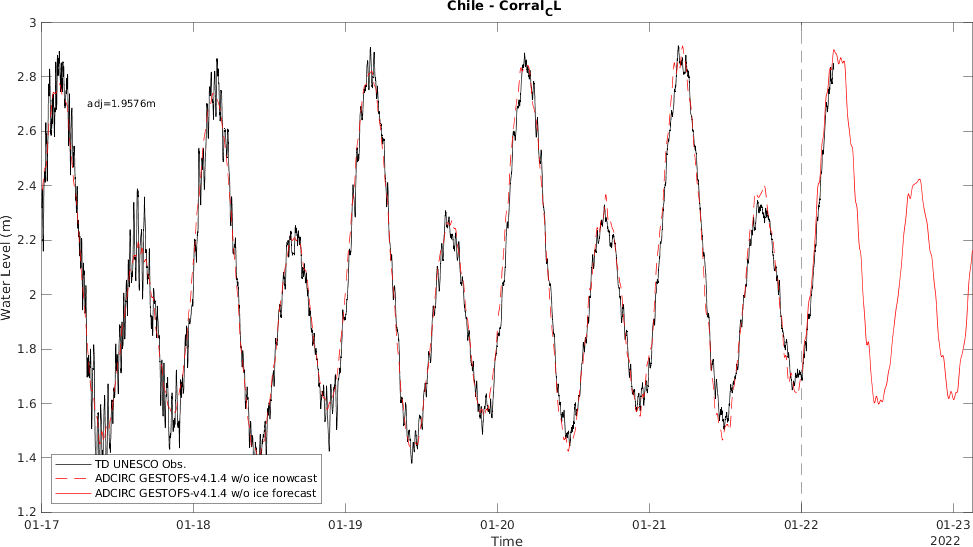 Chile - Corral_CL
3
2.8
adj=1.9576m
2.6
2.4
2.2
2
1.8
1.6
1.4
1.2
Water Level (m)
TD UNESCO Obs.
ADCIRC GESTOFS-v4.1.4 w/o ice nowcast
ADCIRC GESTOFS-v4.1.4 w/o ice forecast
01-17 01-18 01-19 01-20 01-21 01-22 01-23
Time
2022